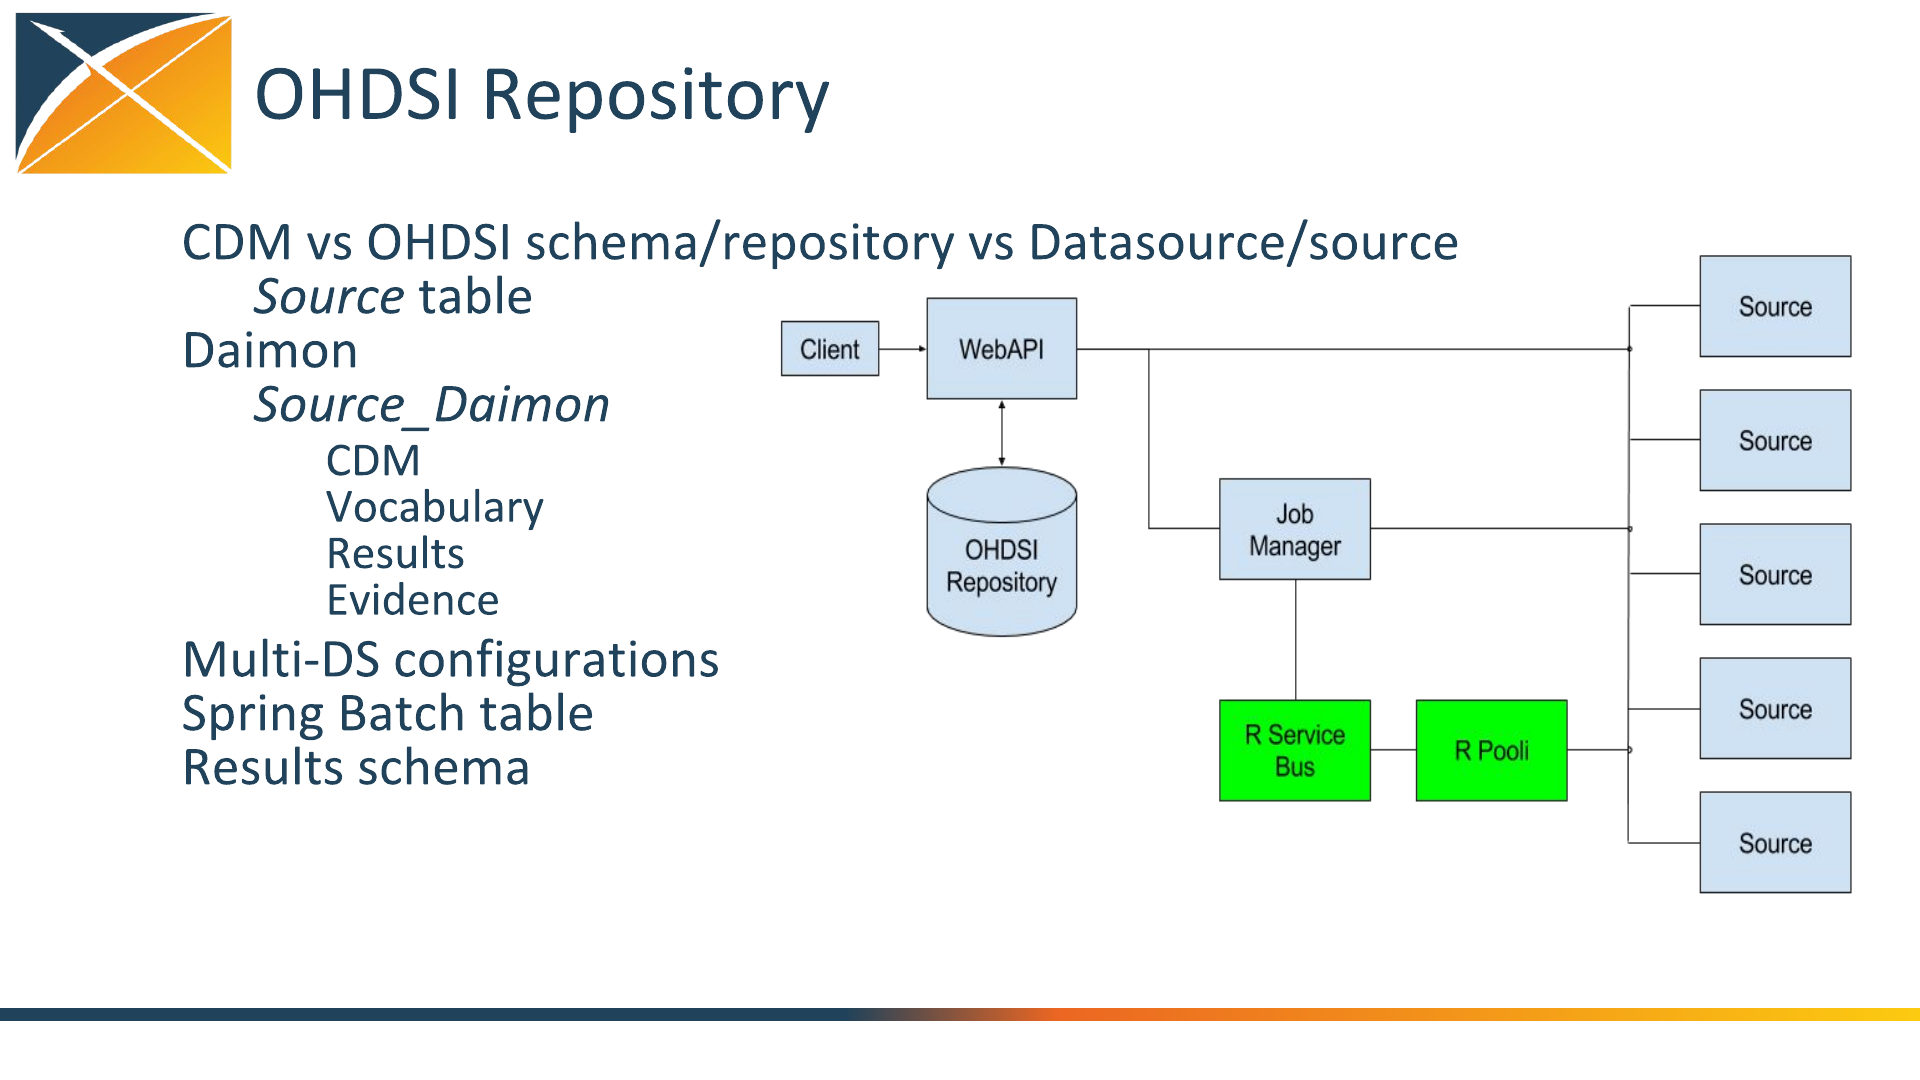 OHDSI Repository
CDM vs OHDSI schema/repository vs Datasource/source
Source table
Daimon
Source_Daimon
CDM
Vocabulary
Results
Evidence
Multi-DS configurations
Spring Batch table
Results schema
Client
WebAPI
OHDSI
Repository
Job
Manager
R Service
Bus
R Pooli
Source
Source
Source
Source
Source